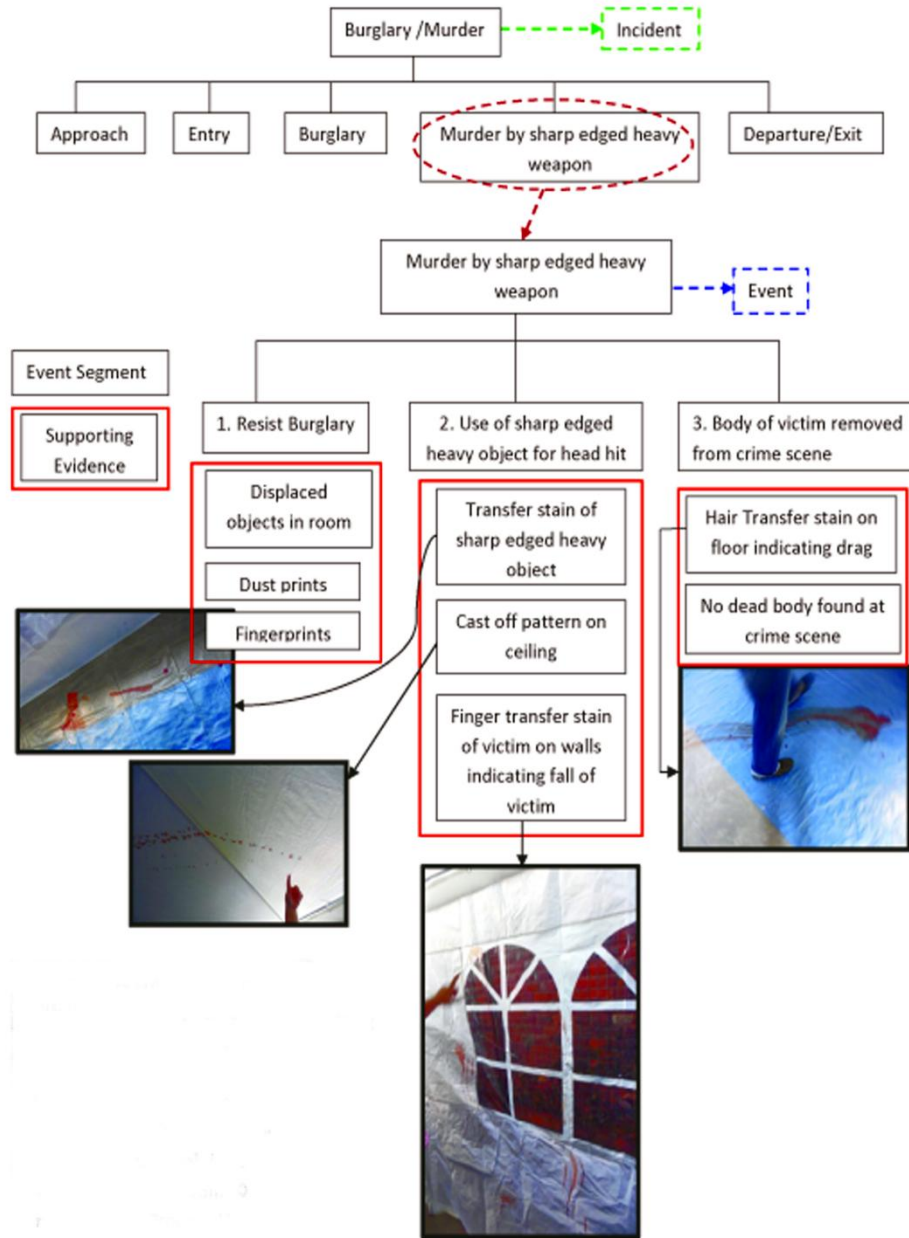 Burglary /Murder
Incident
Approach
Entry
Burglary
Murder by sharp edged heavy
weapon
Departure/Exit
Murder by sharp edged heavy
weapon
Event
Event Segment
Supporting
Evidence
1. Resist Burglary
2. Use of sharp edged
heavy object for head hit
3. Body of victim removed
from crime scene
Displaced
objects in room
Dust prints
Fingerprints
Transfer stain of
sharp edged heavy
object
Cast off pattern on
ceiling
Finger transfer stain
of victim on walls
indicating fall of
victim
Hair Transfer stain on
floor indicating drag
No dead body found at
crime scene